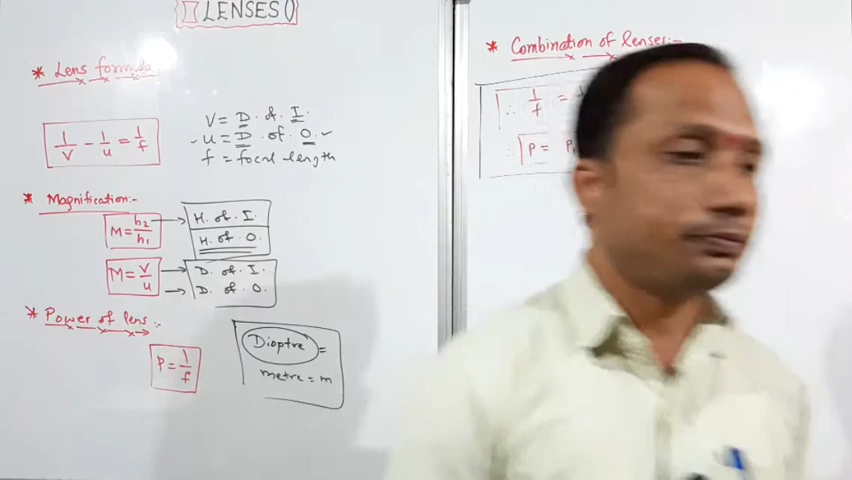 LENSES()
* Lens formula
1/v - 1/u = 1/f
V = D. of. I.
- u = D. of O. -
f = focal length
* Magnification:-
M = h2/h1
H. of. I.
H. of O.
M = V/u
D. of. I.
D. of. O.
* Power of lens:-
P = 1/f
Dioptre =
metre = m
* Combination of lenses:-
∴ 1/f =
∴ P =